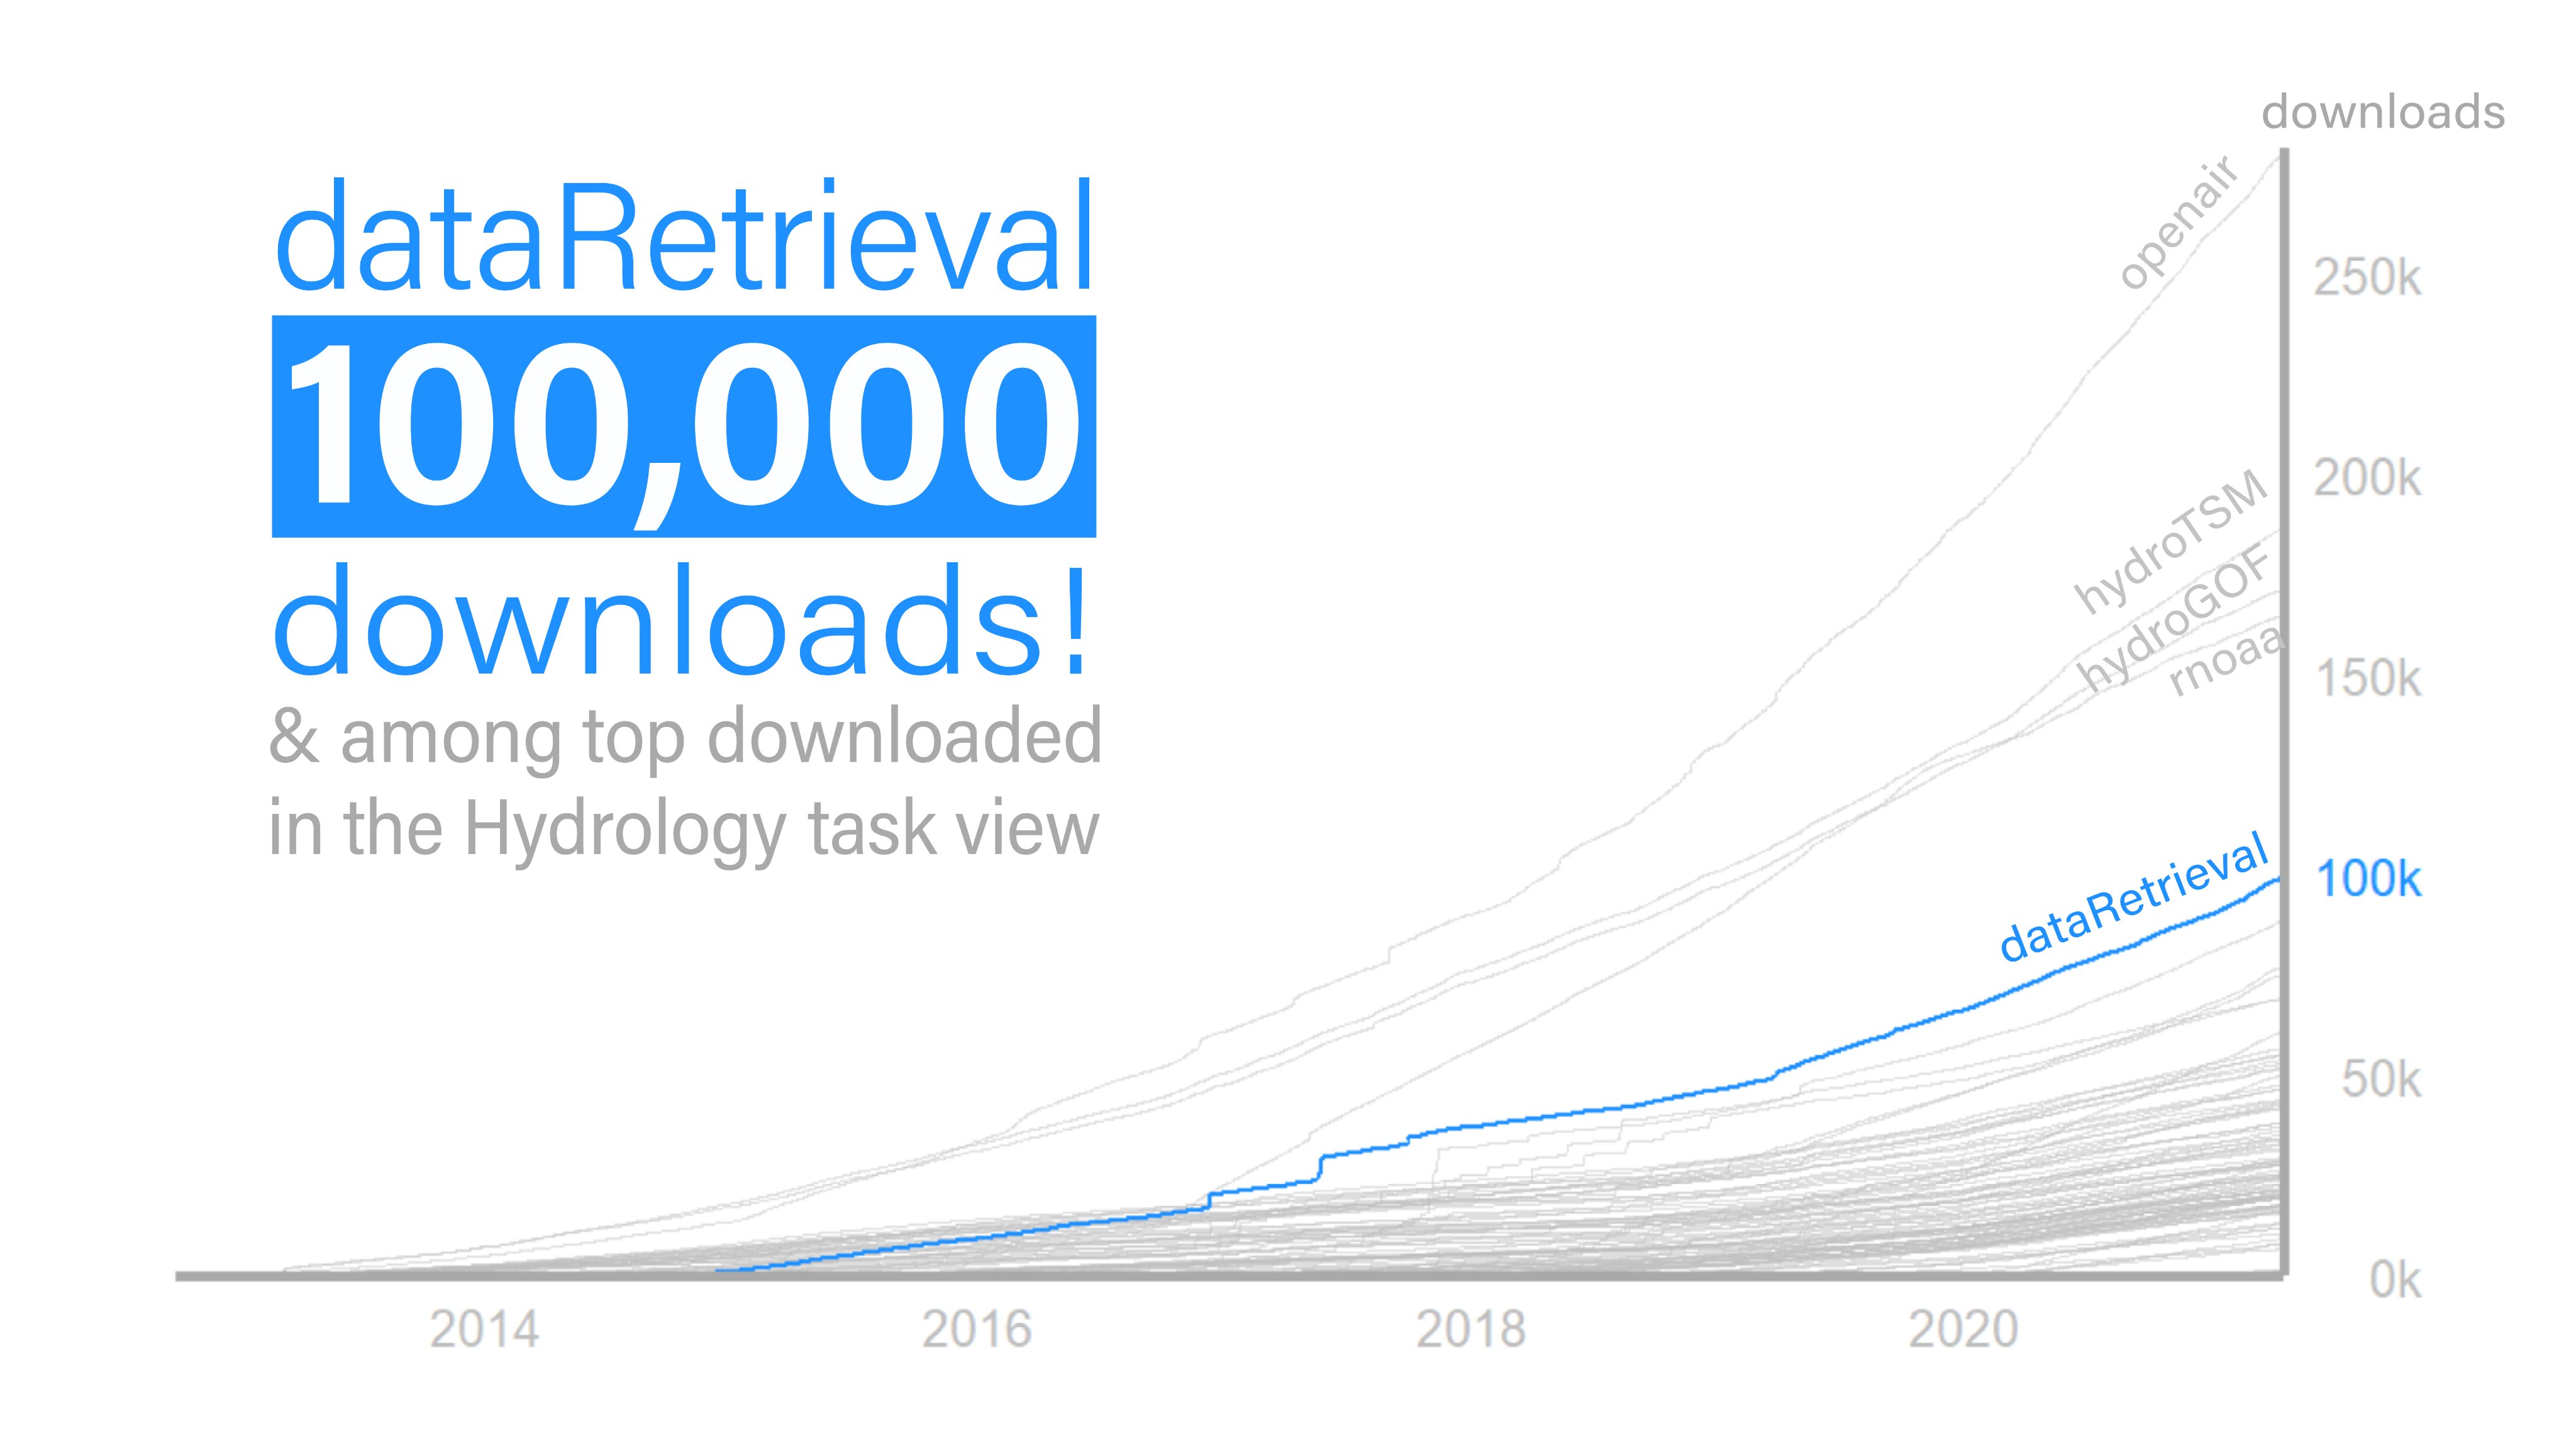 downloads
dataRetrieval
100,000
downloads!
& among top downloaded
in the Hydrology task view
openair
250k
hydroTSM
200k
hydroGOF
rnoaa
150k
dataRetrieval
100k
50k
0k
2014
2016
2018
2020